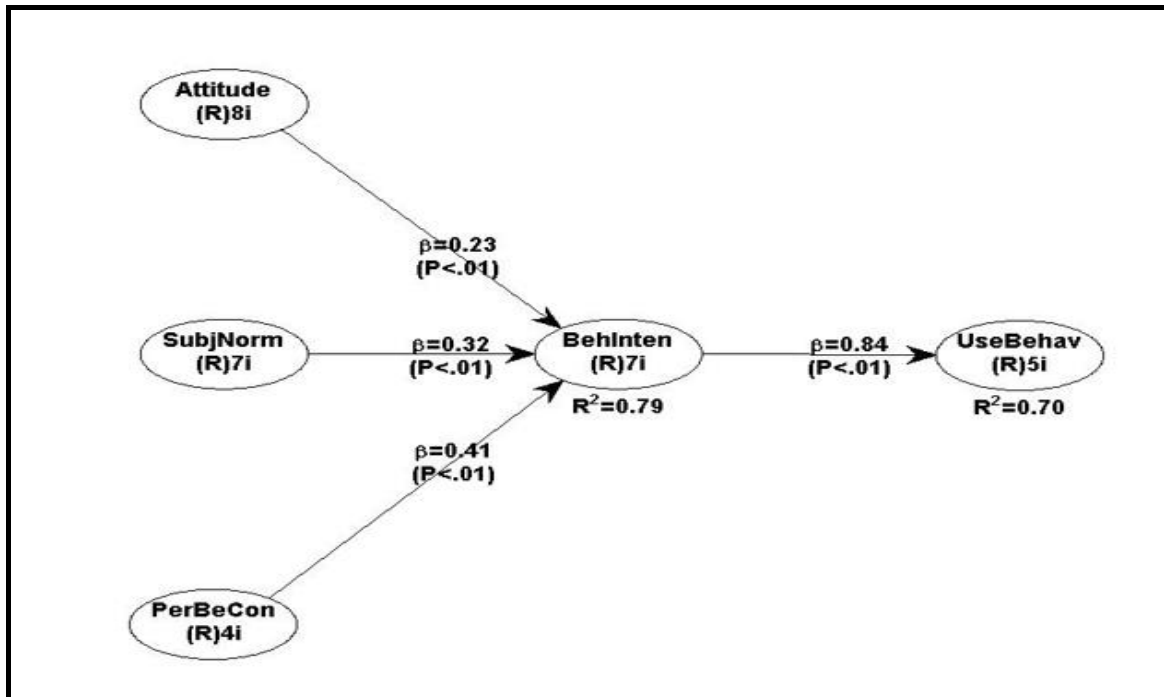 Attitude
(R)8i
β=0.23
(P<.01)
SubjNorm
(R)7i
β=0.32
(P<.01)
BehInten
(R)7i
R²=0.79
β=0.84
(P<.01)
UseBehav
(R)5i
R²=0.70
β=0.41
(P<.01)
PerBeCon
(R)4i